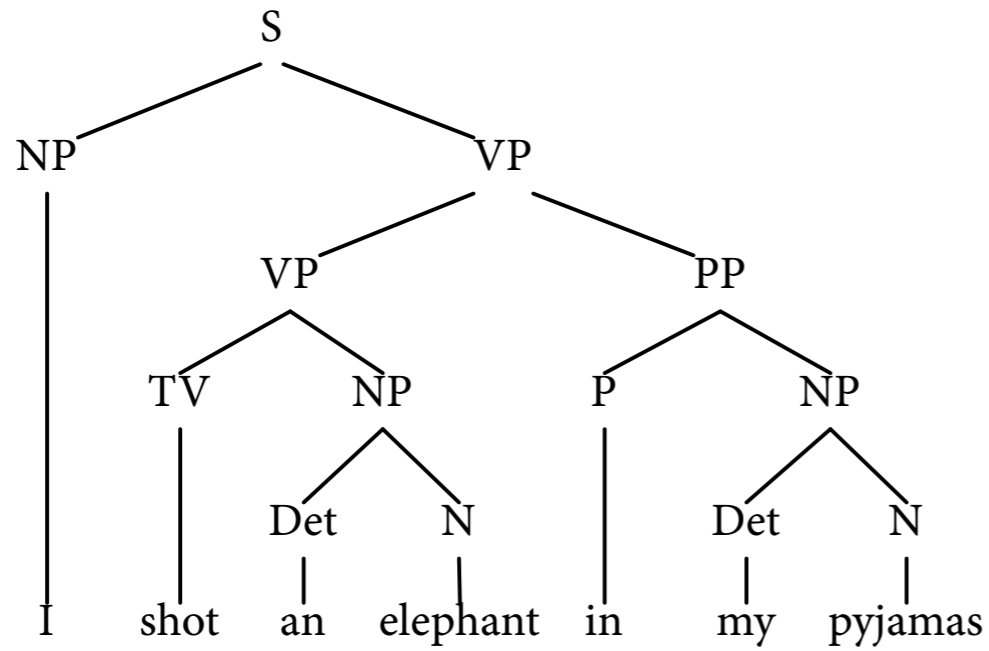 S
NP VP
VP PP
TV NP P NP
Det N Det N
I shot an elephant in my pyjamas